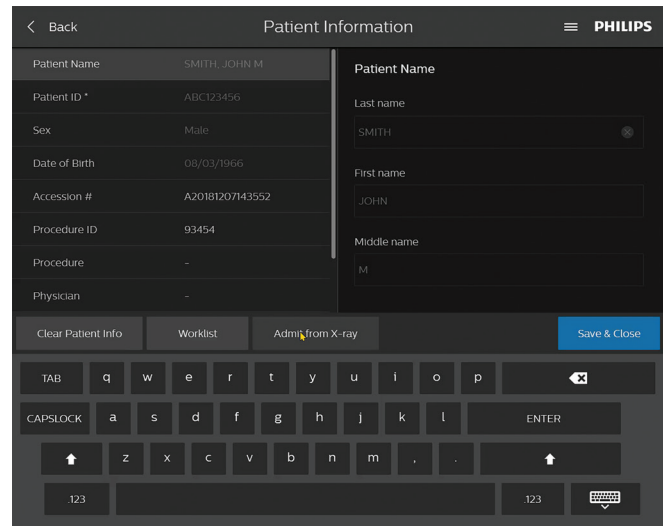 Back
Patient Information
PHILIPS
Patient Name SMITH, JOHN M
Patient ID * ABC123456
Sex Male
Date of Birth 08/03/1966
Accession # A20181207143552
Procedure ID 93454
Procedure -
Physician -
Patient Name
Last name
SMITH
First name
JOHN
Middle name
M
Clear Patient Info Worklist Admit from X-ray Save & Close
TAB q w e r t y u i o p
CAPSLOCK a s d f g h j k l ENTER
z x c v b n m , .
.123 .123